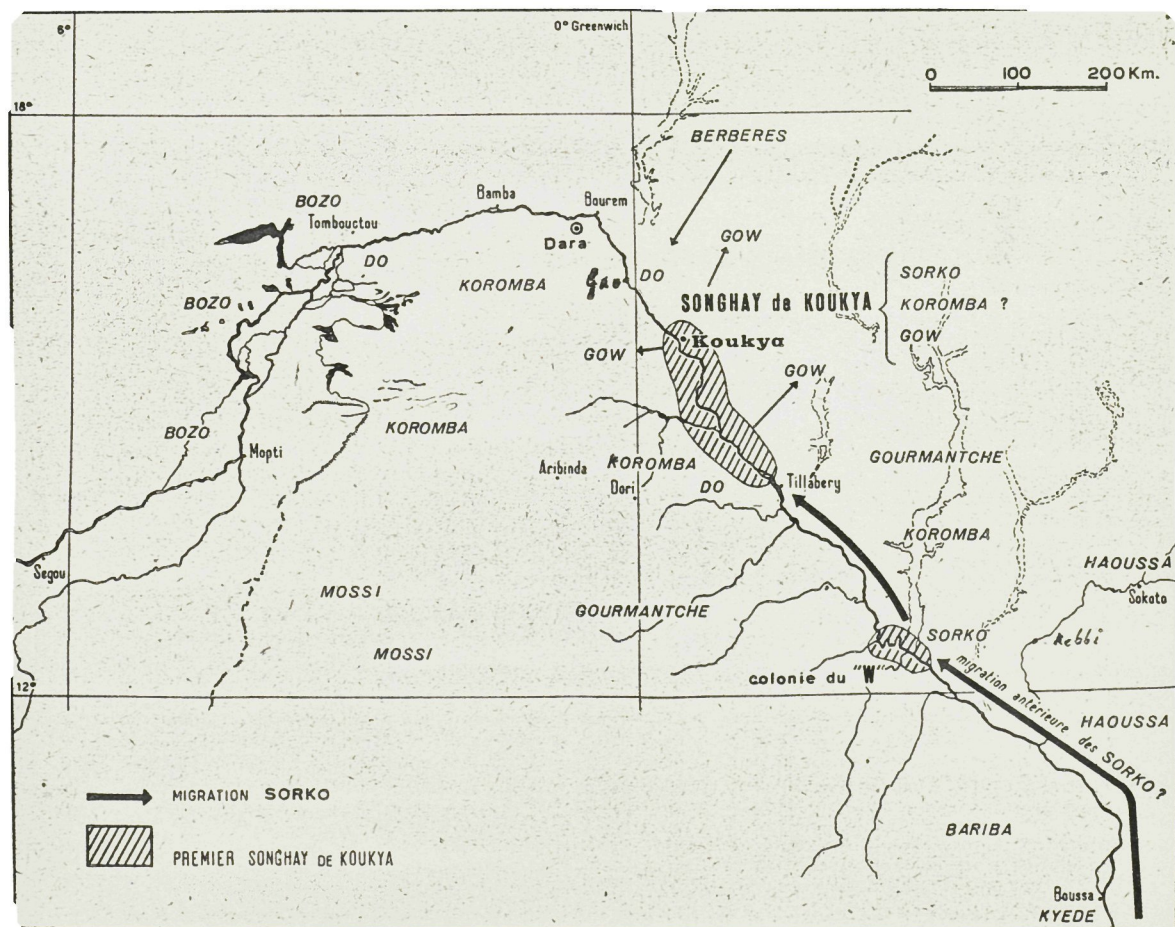 6°
0° Greenwich
0 100 200 Km.
18°
BERBERES
BOZO
Tombouctou
Bamba
Bourem
Dara
GOW
DO
KOROMBA
Gao
DO
SORKO
SONGHAY de KOUKYA
KOROMBA ?
GOW
BOZO
Koukya
GOW
GOW
BOZO
KOROMBA
Mopti
Aribinda
KOROMBA
Dori
DO
Tillabery
GOURMANTCHE
KOROMBA
Segou
HAOUSSA
Sokoto
MOSSI
GOURMANTCHE
SORKO
Kebbi
MOSSI
12°
colonie du "W"
migration antérieure des SORKO ?
HAOUSSA
MIGRATION SORKO
BARIBA
PREMIER SONGHAY DE KOUKYA
Boussa
KYEDE